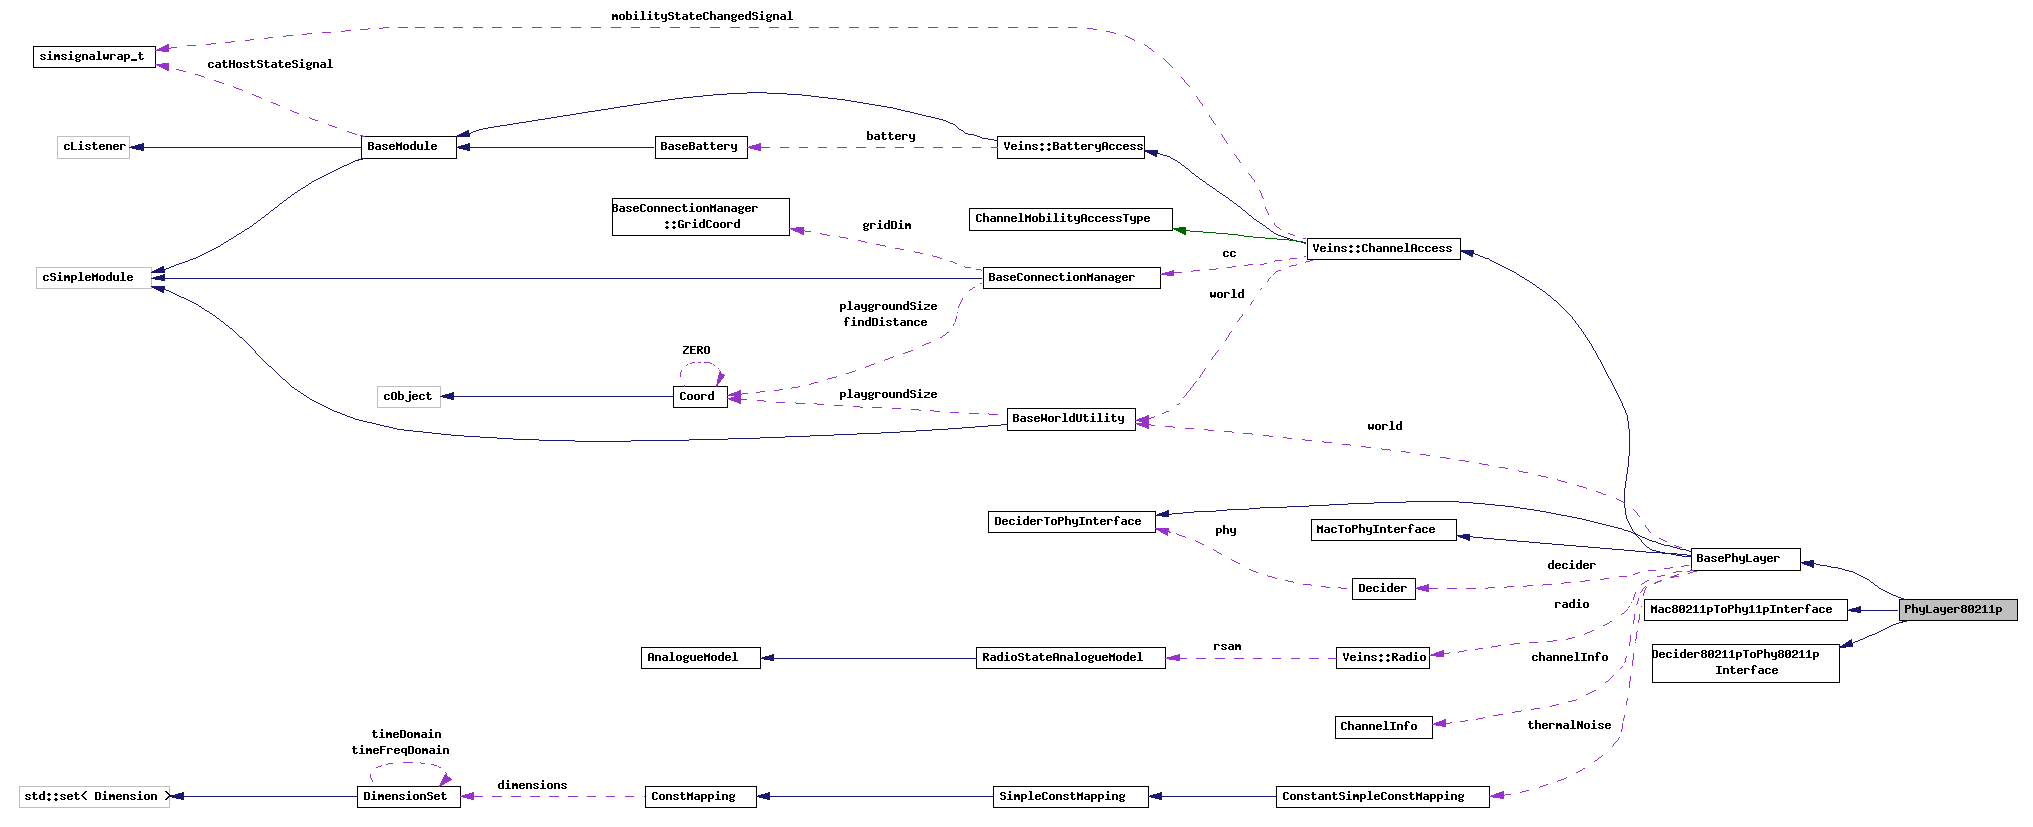 mobilityStateChangedSignal
simsignalwrap_t
catHostStateSignal
cListener
BaseModule
BaseBattery
battery
Veins::BatteryAccess
BaseConnectionManager
::GridCoord
gridDim
ChannelMobilityAccessType
Veins::ChannelAccess
cc
cSimpleModule
BaseConnectionManager
world
playgroundSize
findDistance
ZERO
cObject
Coord
playgroundSize
BaseWorldUtility
world
DeciderToPhyInterface
phy
MacToPhyInterface
BasePhyLayer
decider
Decider
radio
Mac80211pToPhy11pInterface
PhyLayer80211p
AnalogueModel
RadioStateAnalogueModel
rsam
Veins::Radio
channelInfo
Decider80211pToPhy80211p
Interface
ChannelInfo
thermalNoise
timeDomain
timeFreqDomain
std::set< Dimension >
DimensionSet
dimensions
ConstMapping
SimpleConstMapping
ConstantSimpleConstMapping